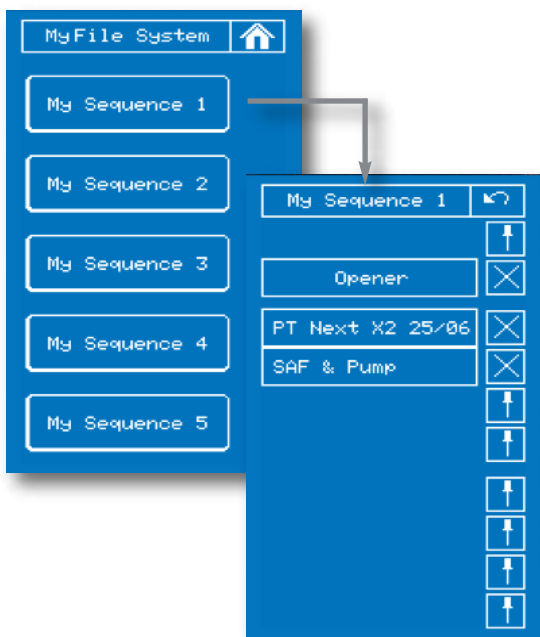 MyFile System
My Sequence 1
My Sequence 2
My Sequence 3
My Sequence 4
My Sequence 5
My Sequence 1
Opener
PT Next X2 25/06
SAF & Pump